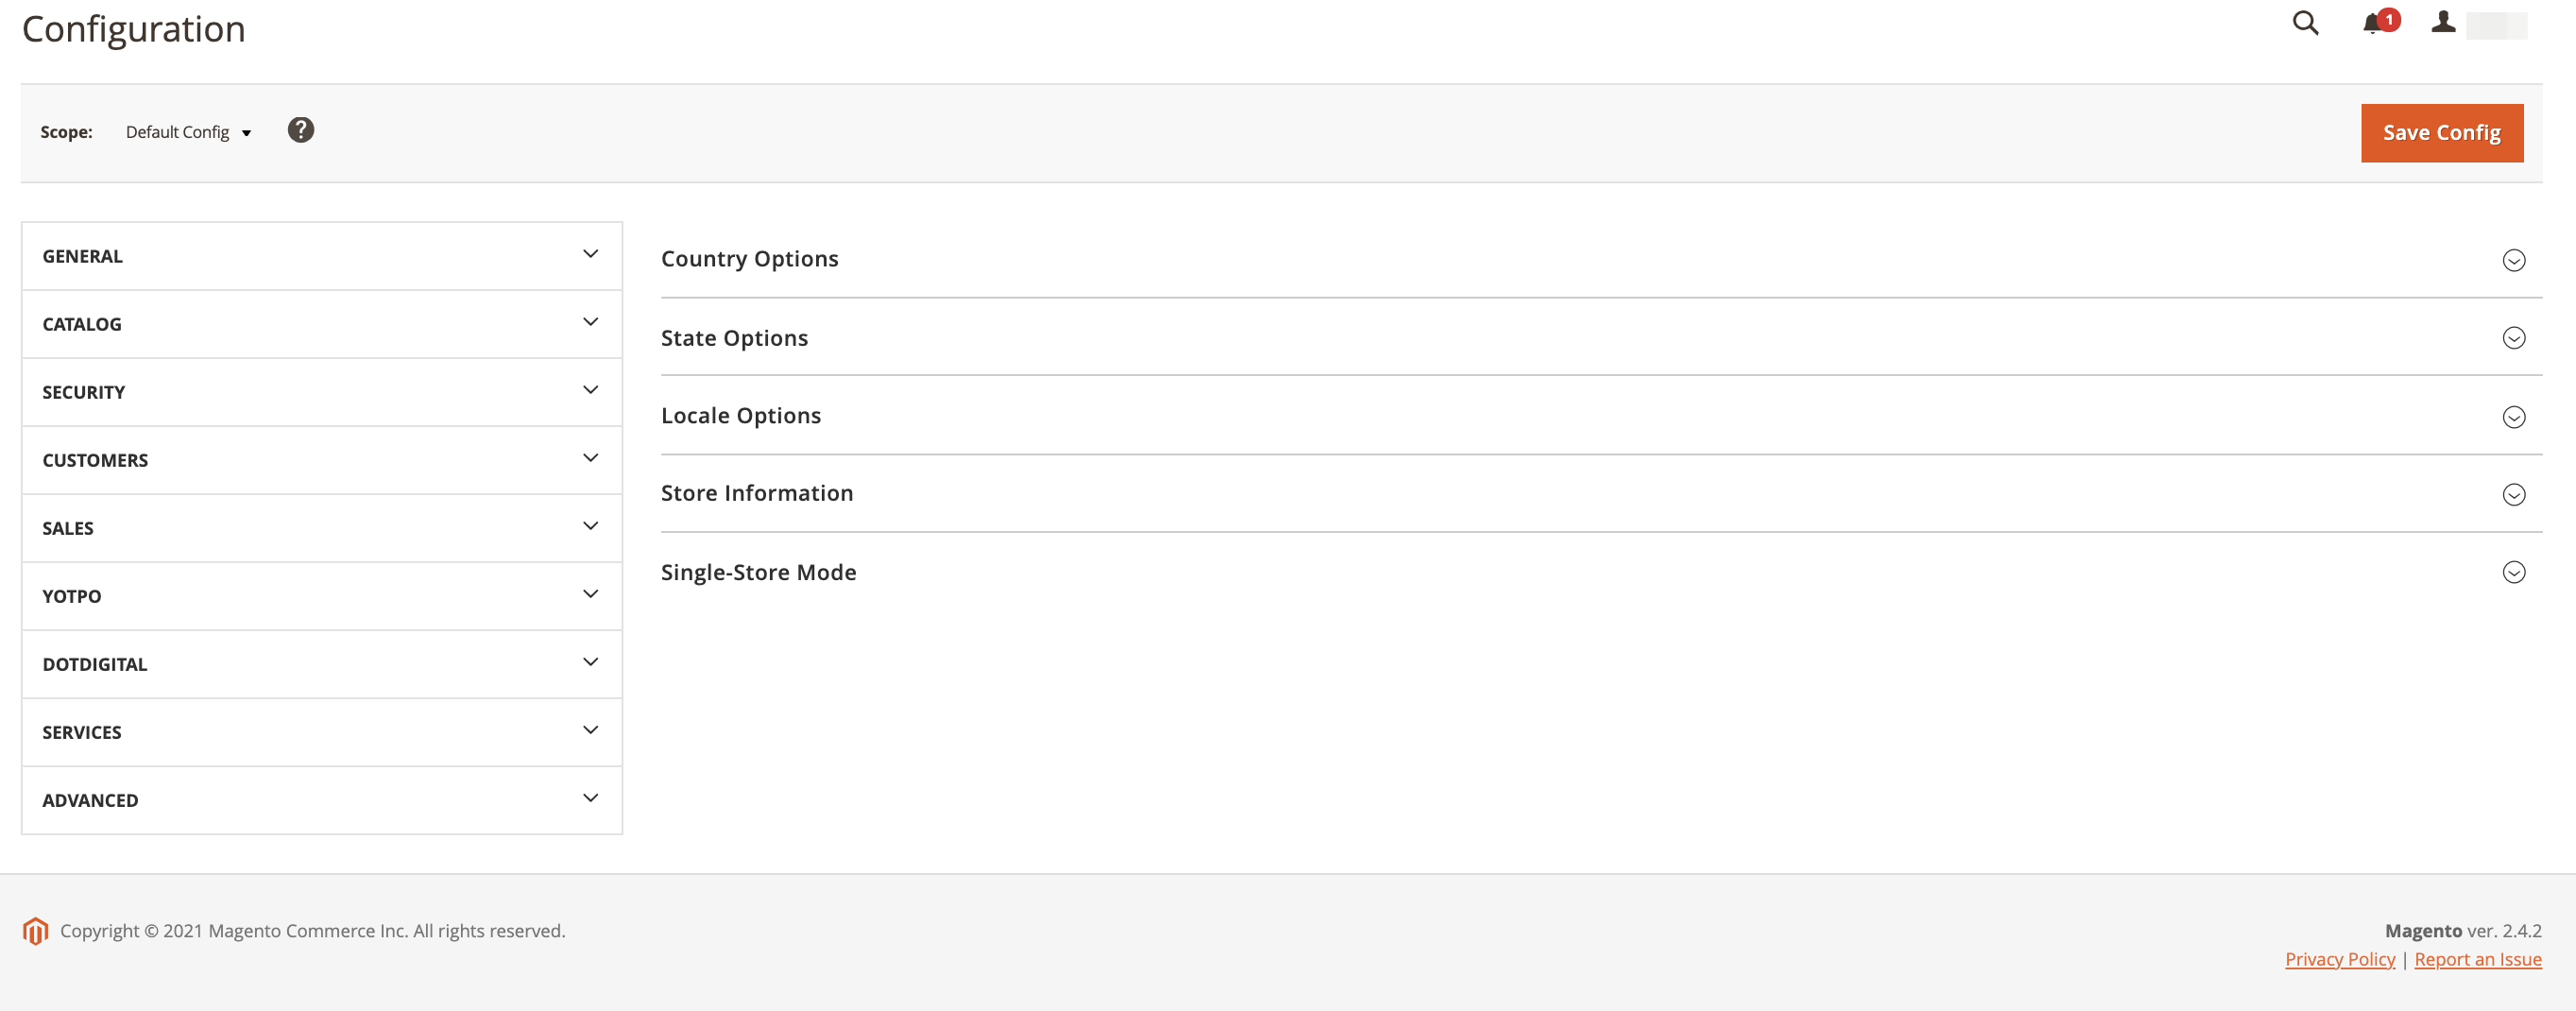 Configuration
1
Scope: Default Config ?
Save Config
GENERAL
CATALOG
SECURITY
CUSTOMERS
SALES
YOTPO
DOTDIGITAL
SERVICES
ADVANCED
Country Options
State Options
Locale Options
Store Information
Single-Store Mode
Copyright © 2021 Magento Commerce Inc. All rights reserved.
Magento ver. 2.4.2
Privacy Policy | Report an Issue